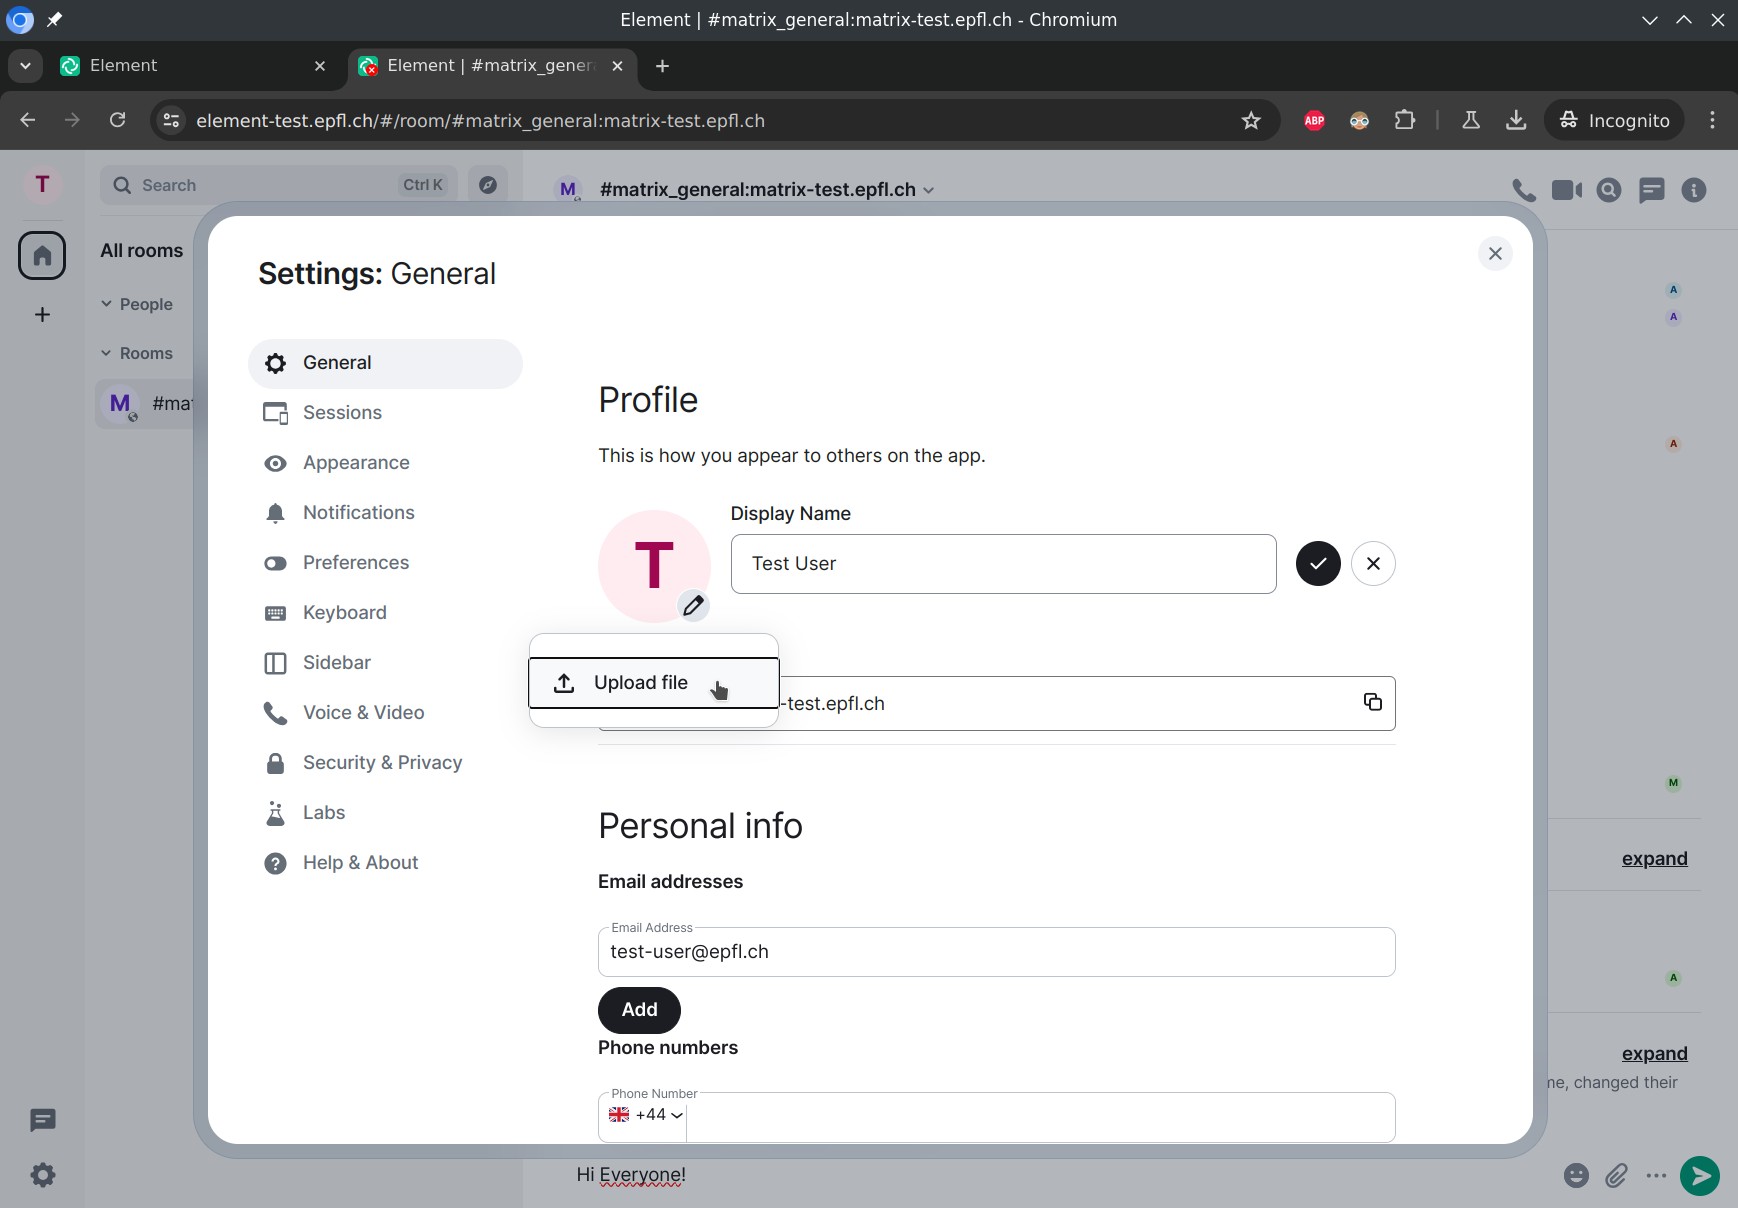 Element | #matrix_general:matrix-test.epfl.ch - Chromium
Element
Element | #matrix_gener
element-test.epfl.ch/#/room/#matrix_general:matrix-test.epfl.ch
ABP
Incognito
T
Search
Ctrl K
M
#matrix_general:matrix-test.epfl.ch
All rooms
People
Rooms
M
#mat
Settings: General
General
Sessions
Appearance
Notifications
Preferences
Keyboard
Sidebar
Voice & Video
Security & Privacy
Labs
Help & About
Profile
This is how you appear to others on the app.
T
Display Name
Test User
Upload file
-test.epfl.ch
Personal info
Email addresses
Email Address
test-user@epfl.ch
Add
Phone numbers
Phone Number
+44
A
A
A
M
expand
A
expand
me, changed their
Hi Everyone!